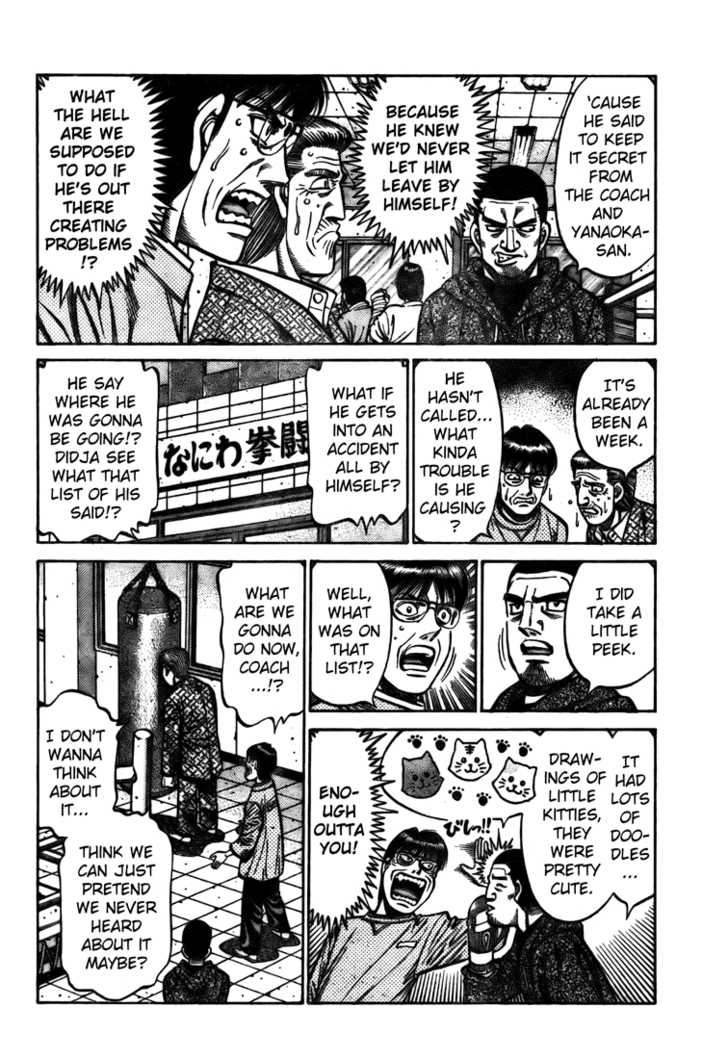 'CAUSE
HE SAID
TO KEEP
IT SECRET
FROM
THE COACH
AND
YANAOKA-
SAN.
BECAUSE
HE KNEW
WE'D NEVER
LET HIM
LEAVE BY
HIMSELF!
WHAT
THE HELL
ARE WE
SUPPOSED
TO DO IF
HE'S OUT
THERE
CREATING
PROBLEMS
!?
IT'S
ALREADY
BEEN A
WEEK.
HE
HASN'T
CALLED...
WHAT
KINDA
TROUBLE
IS HE
CAUSING
?
WHAT IF
HE GETS
INTO AN
ACCIDENT
ALL BY
HIMSELF?
なにわ拳闘
HE SAY
WHERE HE
WAS GONNA
BE GOING!?
DIDJA SEE
WHAT THAT
LIST OF HIS
SAID!?
I DID
TAKE A
LITTLE
PEEK.
WELL,
WHAT
WAS ON
THAT
LIST!?
IT
HAD
LOTS
OF
DOO-
DLES
...
DRAW-
INGS OF
LITTLE
KITTIES,
THEY
WERE
PRETTY
CUTE.
びしっ!!
ENO-
UGH
OUTTA
YOU!
WHAT
ARE WE
GONNA
DO NOW,
COACH
...!?
I DON'T
WANNA
THINK
ABOUT
IT...
THINK WE
CAN JUST
PRETEND
WE NEVER
HEARD
ABOUT IT
MAYBE?